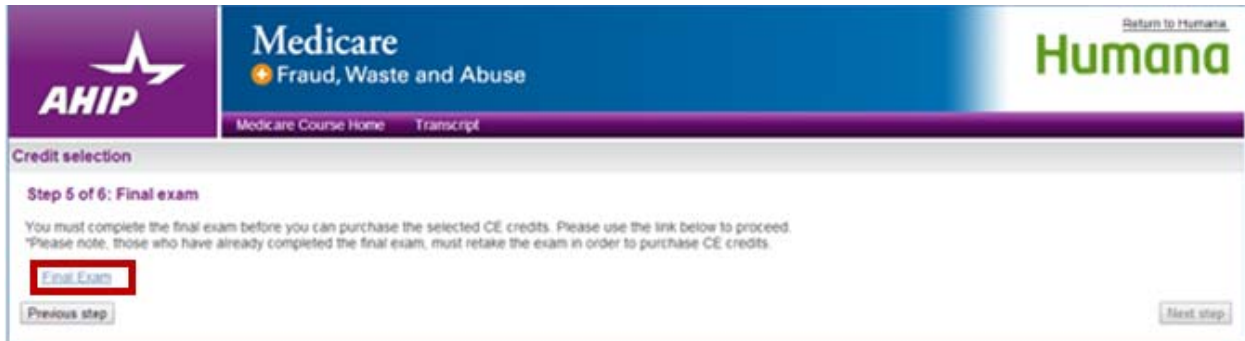 AHIP
Medicare
Fraud, Waste and Abuse
Return to Humana
Humana
Medicare Course Home Transcript
Credit selection
Step 5 of 6: Final exam
You must complete the final exam before you can purchase the selected CE credits. Please use the link below to proceed.
*Please note, those who have already completed the final exam, must retake the exam in order to purchase CE credits.
Final Exam
Previous step
Next step